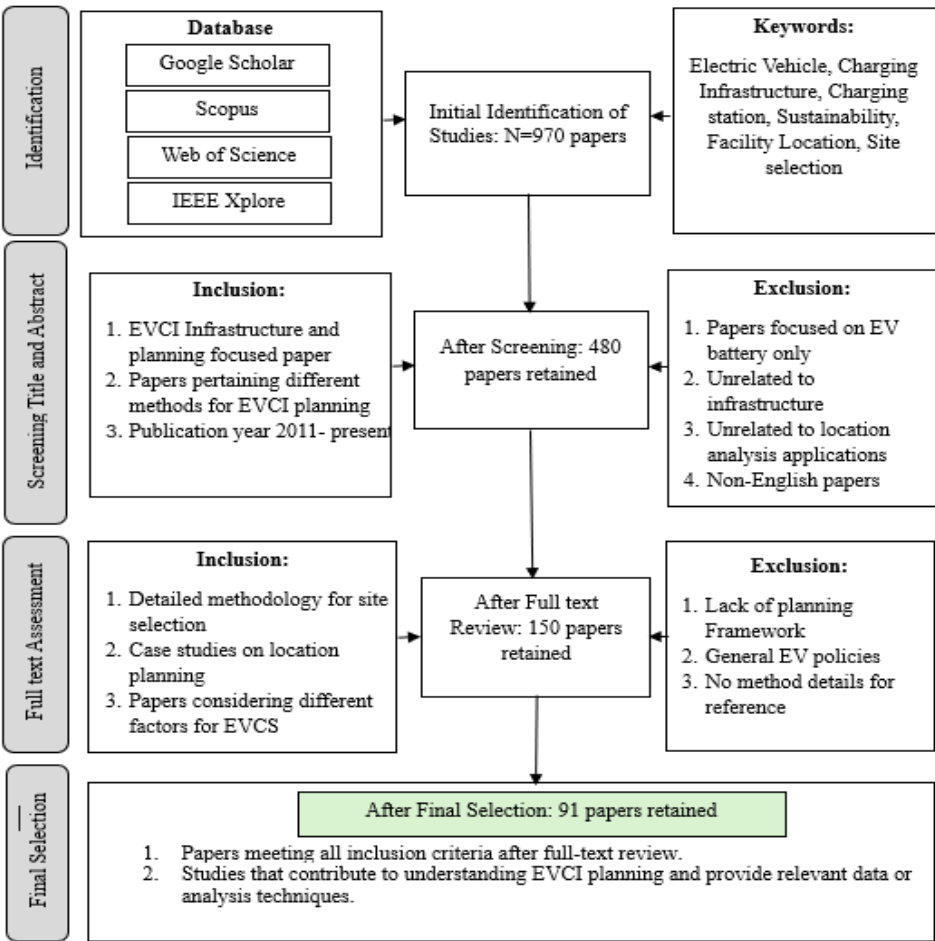 Identification
Database
Google Scholar
Scopus
Web of Science
IEEE Xplore
Initial Identification of
Studies: N=970 papers
Keywords:
Electric Vehicle, Charging
Infrastructure, Charging
station, Sustainability,
Facility Location, Site
selection
Screening Title and Abstract
Inclusion:
1. EVCI Infrastructure and
planning focused paper
2. Papers pertaining different
methods for EVCI planning
3. Publication year 2011- present
After Screening: 480
papers retained
Exclusion:
1. Papers focused on EV
battery only
2. Unrelated to
infrastructure
3. Unrelated to location
analysis applications
4. Non-English papers
Full text Assessment
Inclusion:
1. Detailed methodology for site
selection
2. Case studies on location
planning
3. Papers considering different
factors for EVCS
After Full text
Review: 150 papers
retained
Exclusion:
1. Lack of planning
Framework
2. General EV policies
3. No method details for
reference
Final Selection
After Final Selection: 91 papers retained
1. Papers meeting all inclusion criteria after full-text review.
2. Studies that contribute to understanding EVCI planning and provide relevant data or
analysis techniques.